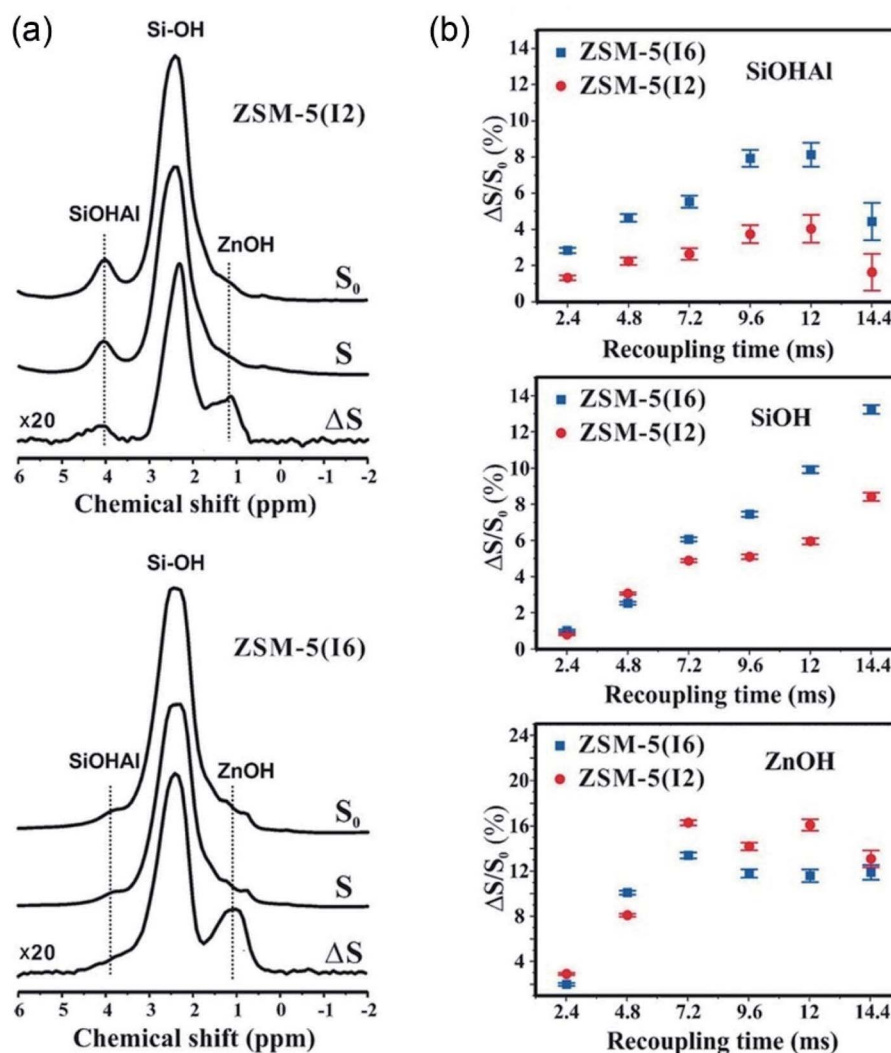 (a)
Si-OH
ZSM-5(I2)
SiOHAl
ZnOH
S₀
S
x20
ΔS
6 5 4 3 2 1 0 -1 -2
Chemical shift (ppm)
Si-OH
ZSM-5(I6)
SiOHAl
ZnOH
S₀
S
x20
ΔS
6 5 4 3 2 1 0 -1 -2
Chemical shift (ppm)
(b)
ZSM-5(I6)
ZSM-5(I2)
SiOHAl
ΔS/S₀ (%)
14
12
10
8
6
4
2
0
2.4 4.8 7.2 9.6 12 14.4
Recoupling time (ms)
ZSM-5(I6)
ZSM-5(I2)
SiOH
ΔS/S₀ (%)
14
12
10
8
6
4
2
0
2.4 4.8 7.2 9.6 12 14.4
Recoupling time (ms)
ZSM-5(I6)
ZSM-5(I2)
ZnOH
ΔS/S₀ (%)
24
20
16
12
8
4
2.4 4.8 7.2 9.6 12 14.4
Recoupling time (ms)